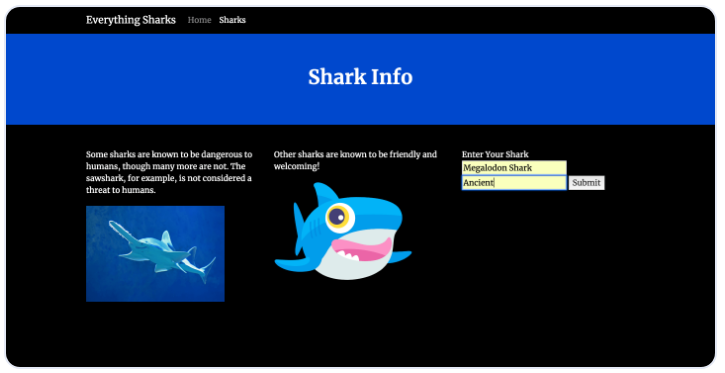 Everything Sharks Home Sharks
Shark Info
Some sharks are known to be dangerous to
humans, though many more are not. The
sawshark, for example, is not considered a
threat to humans.
Other sharks are known to be friendly and
welcoming!
Enter Your Shark
Megalodon Shark
Ancient
Submit